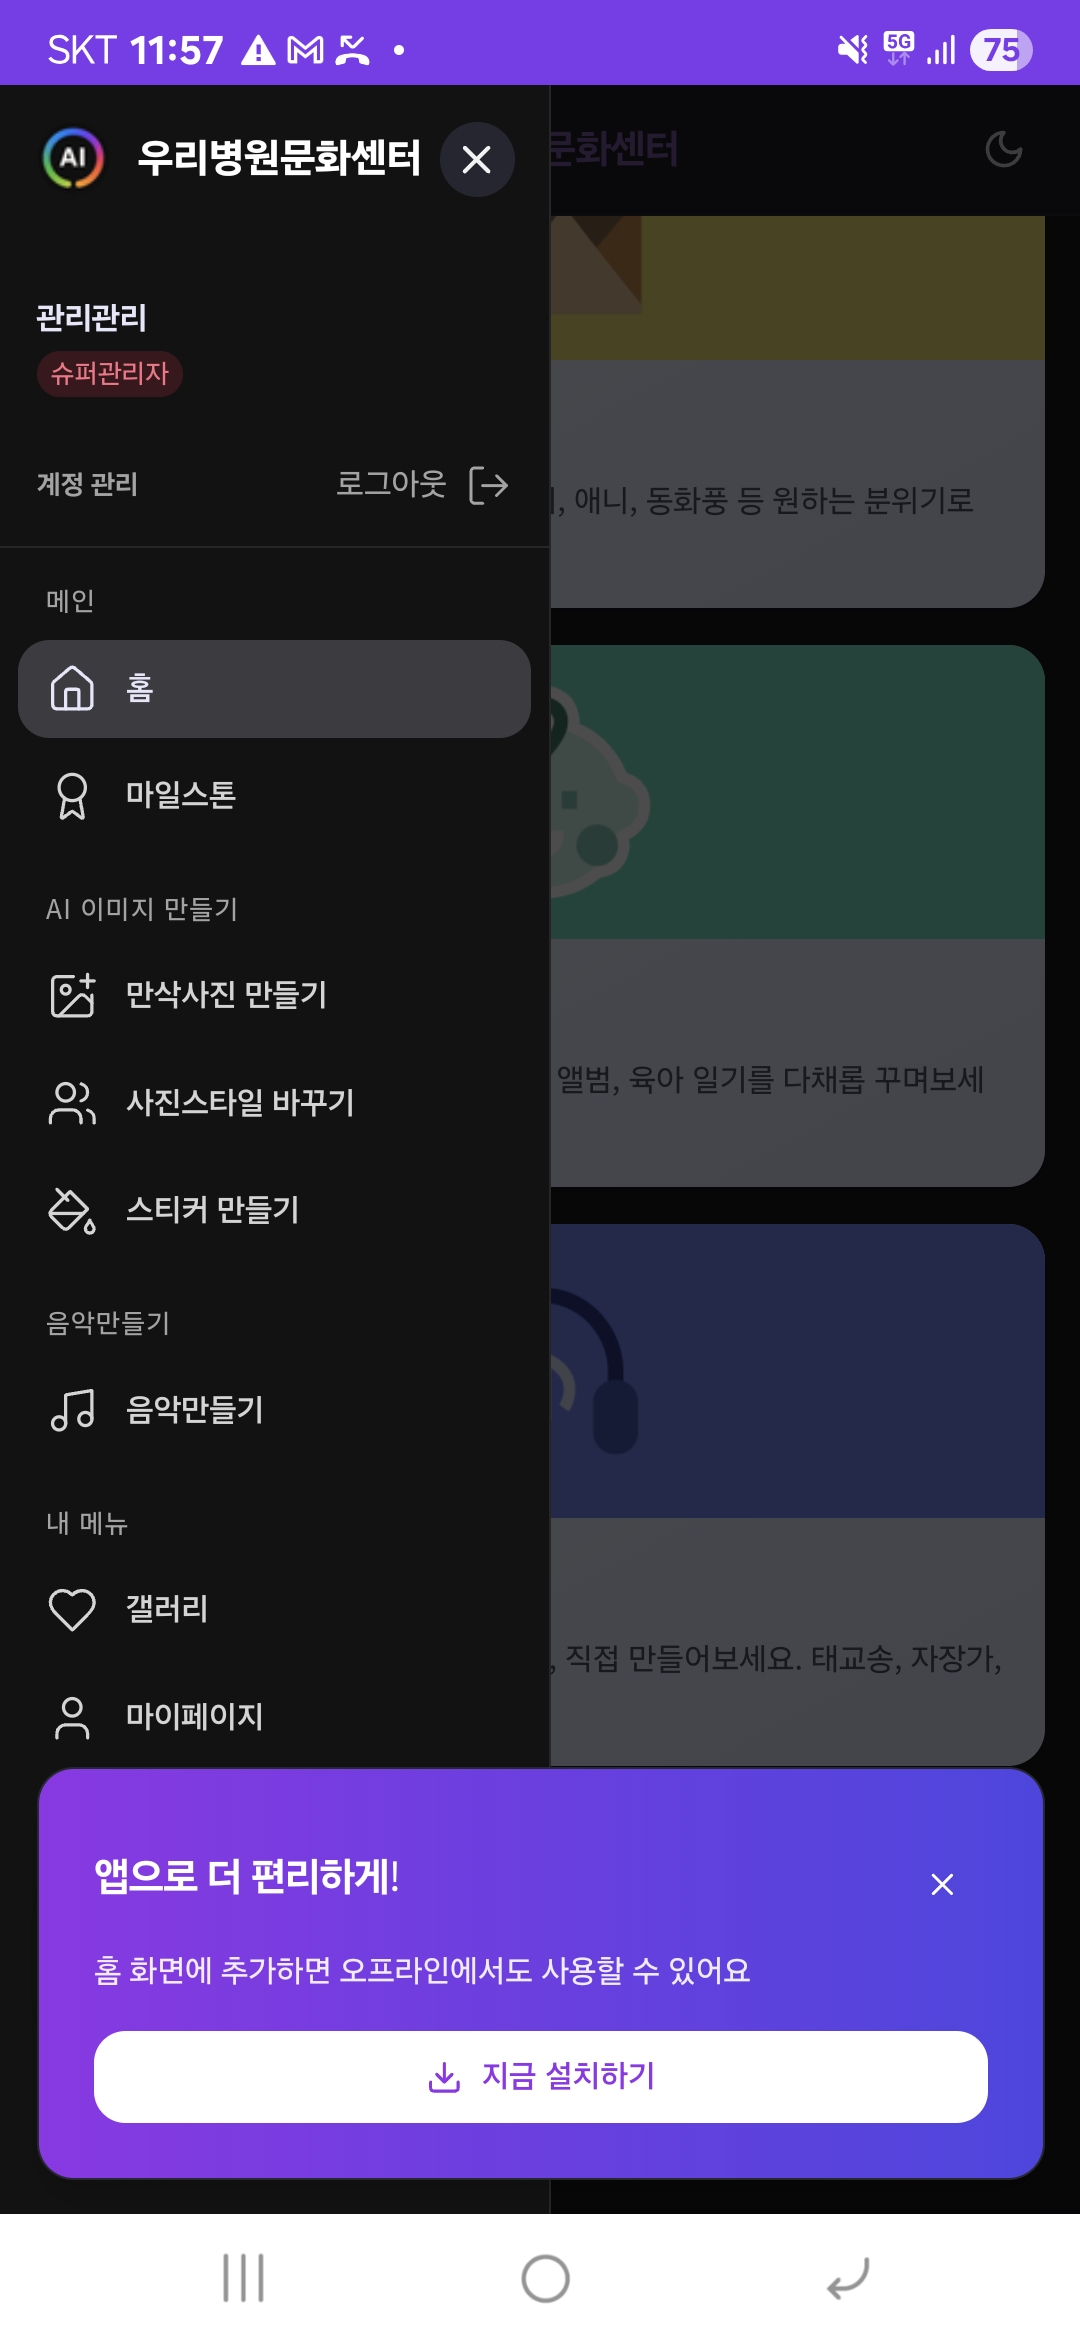 SKT 11:57
5G
75
AI
우리병원문화센터
문화센터
관리관리
슈퍼관리자
계정 관리
로그아웃
, 애니, 동화풍 등 원하는 분위기로
메인
홈
마일스톤
AI 이미지 만들기
만삭사진 만들기
앨범, 육아 일기를 다채롭 꾸며보세
사진스타일 바꾸기
스티커 만들기
음악만들기
음악만들기
내 메뉴
갤러리
, 직접 만들어보세요. 태교송, 자장가,
마이페이지
앱으로 더 편리하게!
홈 화면에 추가하면 오프라인에서도 사용할 수 있어요
지금 설치하기